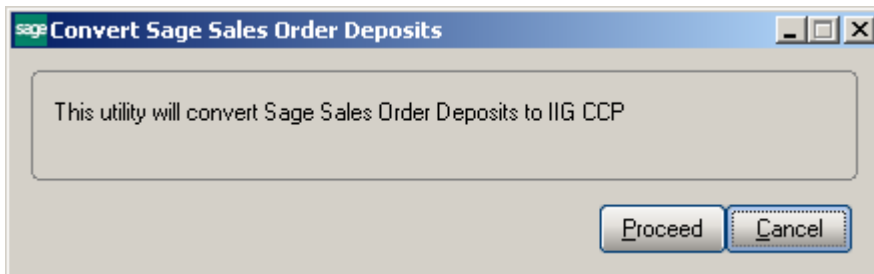 sage Convert Sage Sales Order Deposits
This utility will convert Sage Sales Order Deposits to IIG CCP
Proceed Cancel